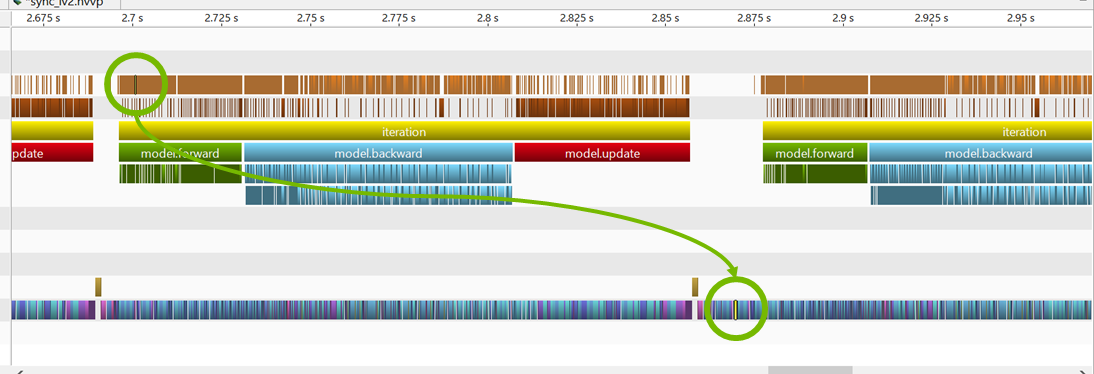 *sync_lv2.nvvp
2.675 s 2.7 s 2.725 s 2.75 s 2.775 s 2.8 s 2.825 s 2.85 s 2.875 s 2.9 s 2.925 s 2.95 s
iteration iteration
pdate model.forward model.backward model.update model.forward model.backward